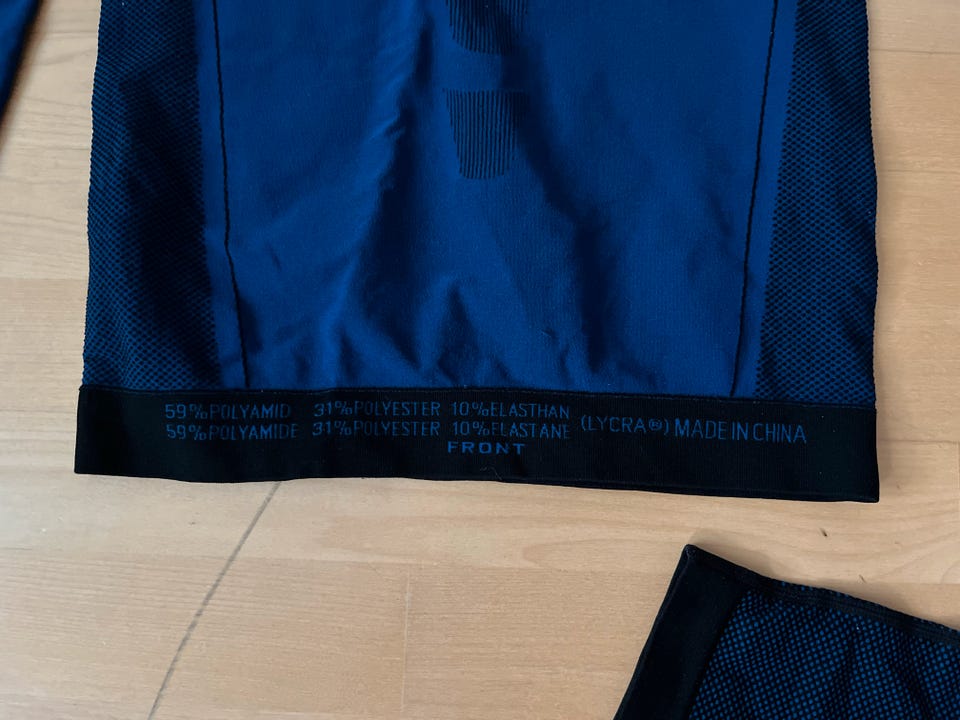 59%POLYAMID 31%POLYESTER 10%ELASTHAN
59%POLYAMIDE 31%POLYESTER 10%ELASTANE (LYCRA®) MADE IN CHINA
FRONT